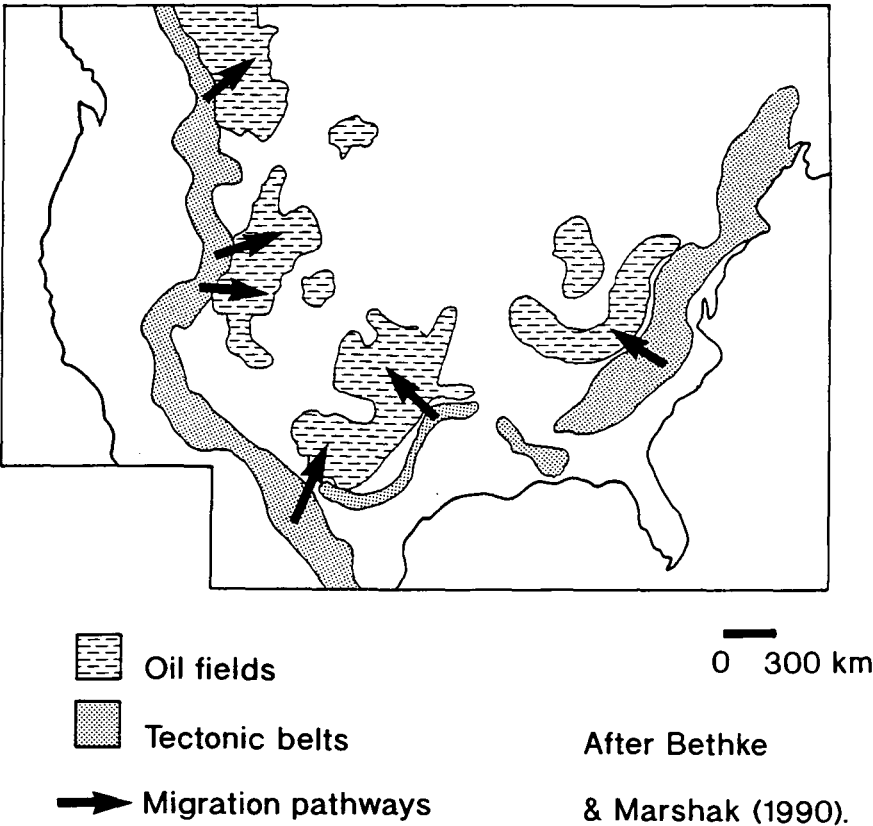 Oil fields
0 300 km
Tectonic belts
After Bethke
Migration pathways
& Marshak (1990).